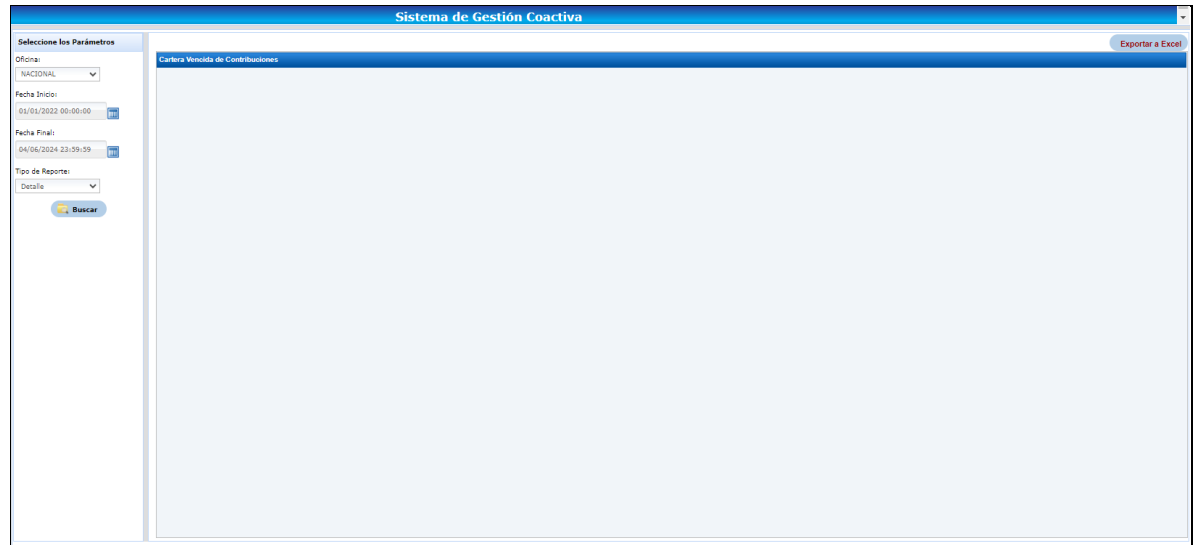 Sistema de Gestión Coactiva
Seleccione los Parámetros
Exportar a Excel
Oficina:
NACIONAL
Fecha Inicio:
01/01/2022 00:00:00
Fecha Final:
04/06/2024 23:59:59
Tipo de Reporte:
Detalle
Buscar
Cartera Vencida de Contribuciones